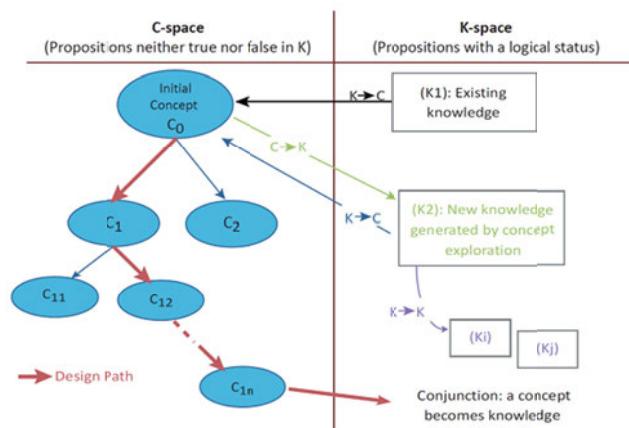 C-space
(Propositions neither true nor false in K)
K-space
(Propositions with a logical status)
Initial
Concept
C0
K→C
(K1): Existing
knowledge
C→K
K→C
(K2): New knowledge
generated by concept
exploration
C1
C2
C11
C12
K→K
(Ki)
(Kj)
Design Path
C1n
Conjunction: a concept
becomes knowledge